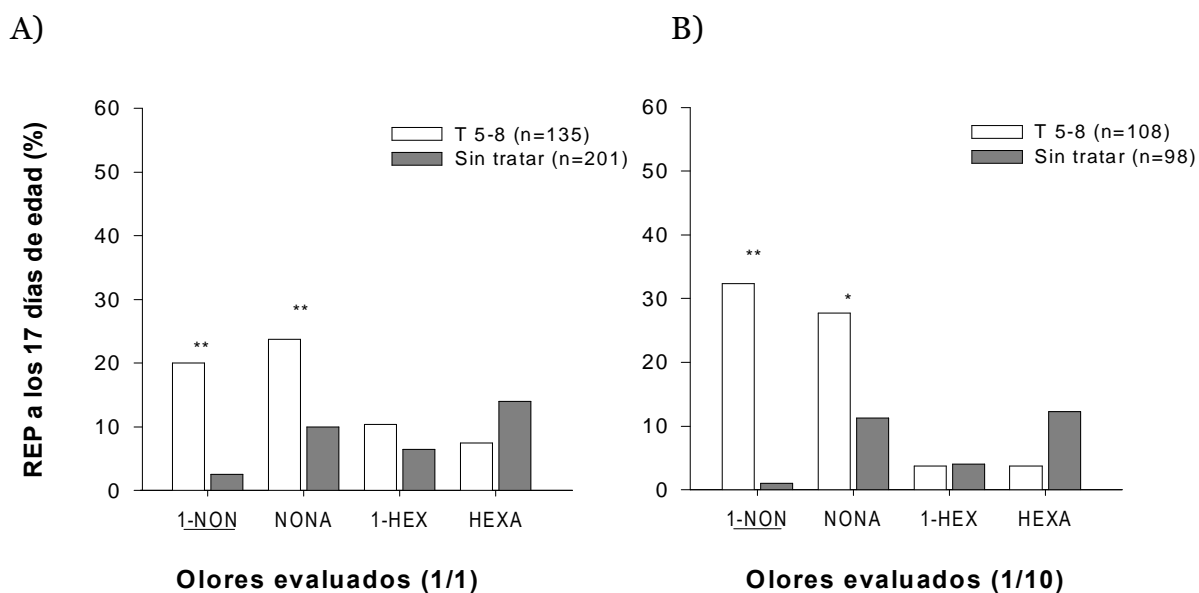 A)
B)
REP a los 17 días de edad (%)
60
50
40
30
20
10
0
T 5-8 (n=135)
Sin tratar (n=201)
**
**
1-NON NONA 1-HEX HEXA
Olores evaluados (1/1)
60
50
40
30
20
10
0
T 5-8 (n=108)
Sin tratar (n=98)
**
*
1-NON NONA 1-HEX HEXA
Olores evaluados (1/10)